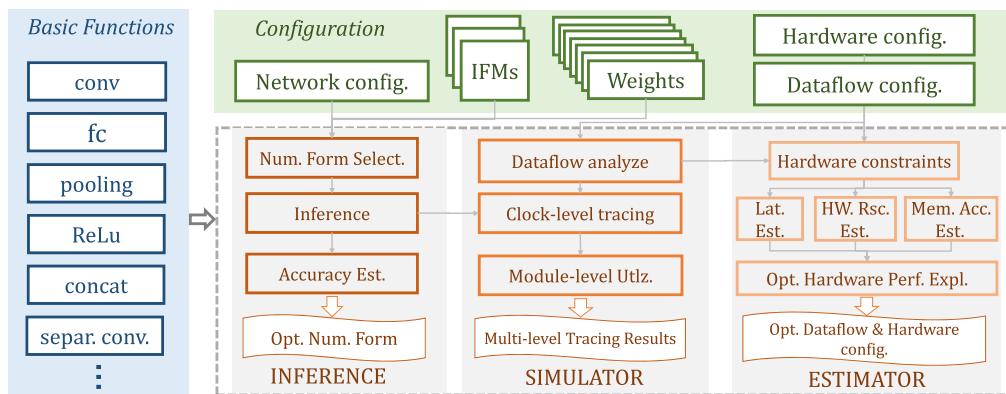 Basic Functions
conv
fc
pooling
ReLu
concat
separ. conv.
Configuration
Network config.
IFMs
Weights
Hardware config.
Dataflow config.
Num. Form Select.
Inference
Accuracy Est.
Opt. Num. Form
INFERENCE
Dataflow analyze
Clock-level tracing
Module-level Utlz.
Multi-level Tracing Results
SIMULATOR
Hardware constraints
Lat.
Est.
HW. Rsc.
Est.
Mem. Acc.
Est.
Opt. Hardware Perf. Expl.
Opt. Dataflow & Hardware
config.
ESTIMATOR